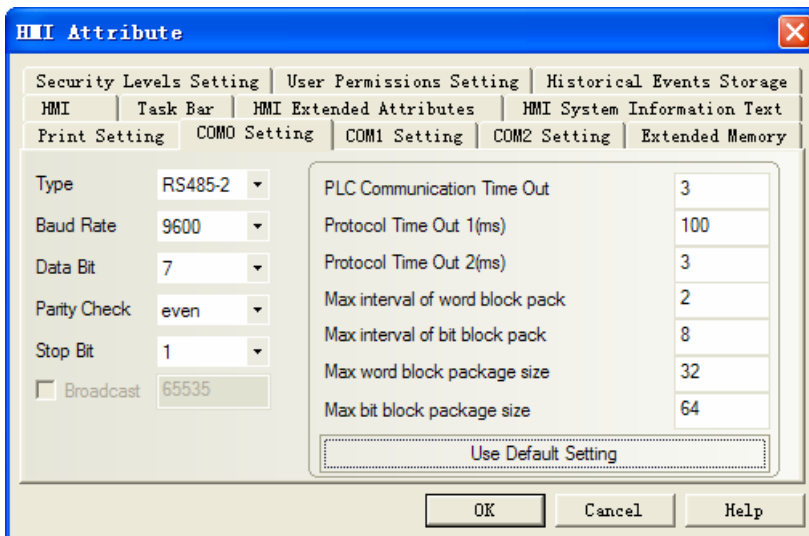 HMI Attribute
Security Levels Setting User Permissions Setting Historical Events Storage
HMI Task Bar HMI Extended Attributes HMI System Information Text
Print Setting COM0 Setting COM1 Setting COM2 Setting Extended Memory
Type RS485-2
Baud Rate 9600
Data Bit 7
Parity Check even
Stop Bit 1
Broadcast 65535
PLC Communication Time Out 3
Protocol Time Out 1(ms) 100
Protocol Time Out 2(ms) 3
Max interval of word block pack 2
Max interval of bit block pack 8
Max word block package size 32
Max bit block package size 64
Use Default Setting
OK Cancel Help